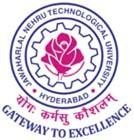 JAWAHARLAL NEHRU TECHNOLOGICAL UNIVERSITY
HYDERABAD
योगः कर्मसु कौशलम्
GATEWAY TO EXCELLENCE